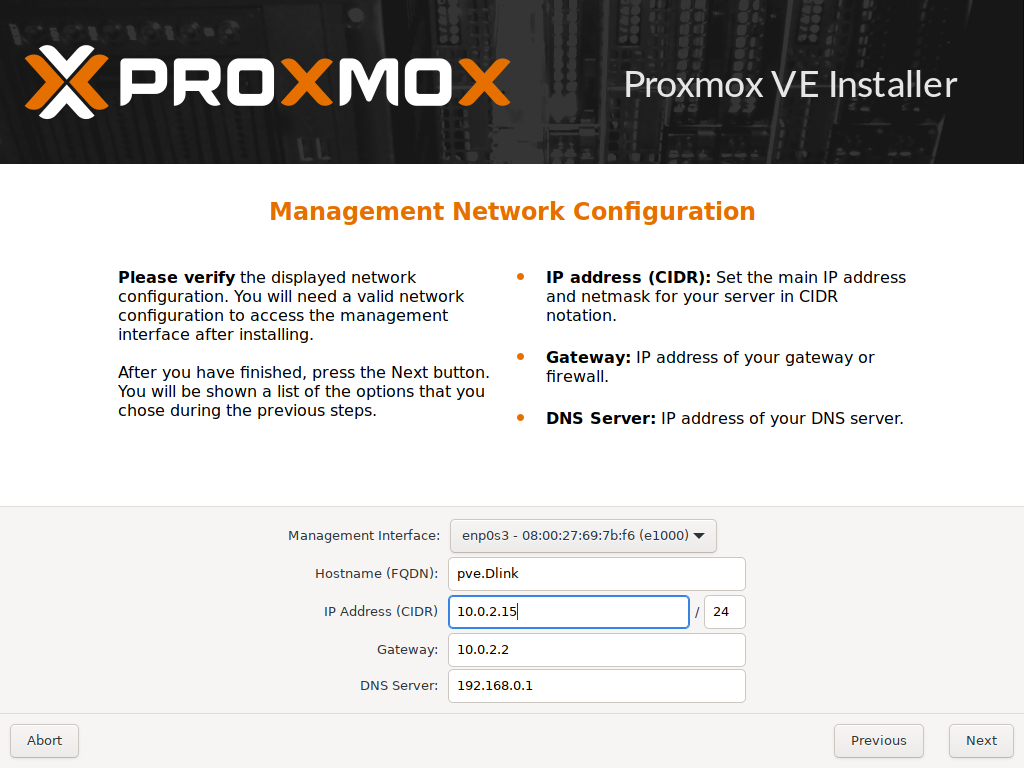 PROXMOX
Proxmox VE Installer
Management Network Configuration
Please verify the displayed network
configuration. You will need a valid network
configuration to access the management
interface after installing.
After you have finished, press the Next button.
You will be shown a list of the options that you
chose during the previous steps.
• IP address (CIDR): Set the main IP address
and netmask for your server in CIDR
notation.
• Gateway: IP address of your gateway or
firewall.
• DNS Server: IP address of your DNS server.
Management Interface: enp0s3 - 08:00:27:69:7b:f6 (e1000)
Hostname (FQDN): pve.Dlink
IP Address (CIDR) 10.0.2.15 / 24
Gateway: 10.0.2.2
DNS Server: 192.168.0.1
Abort Previous Next